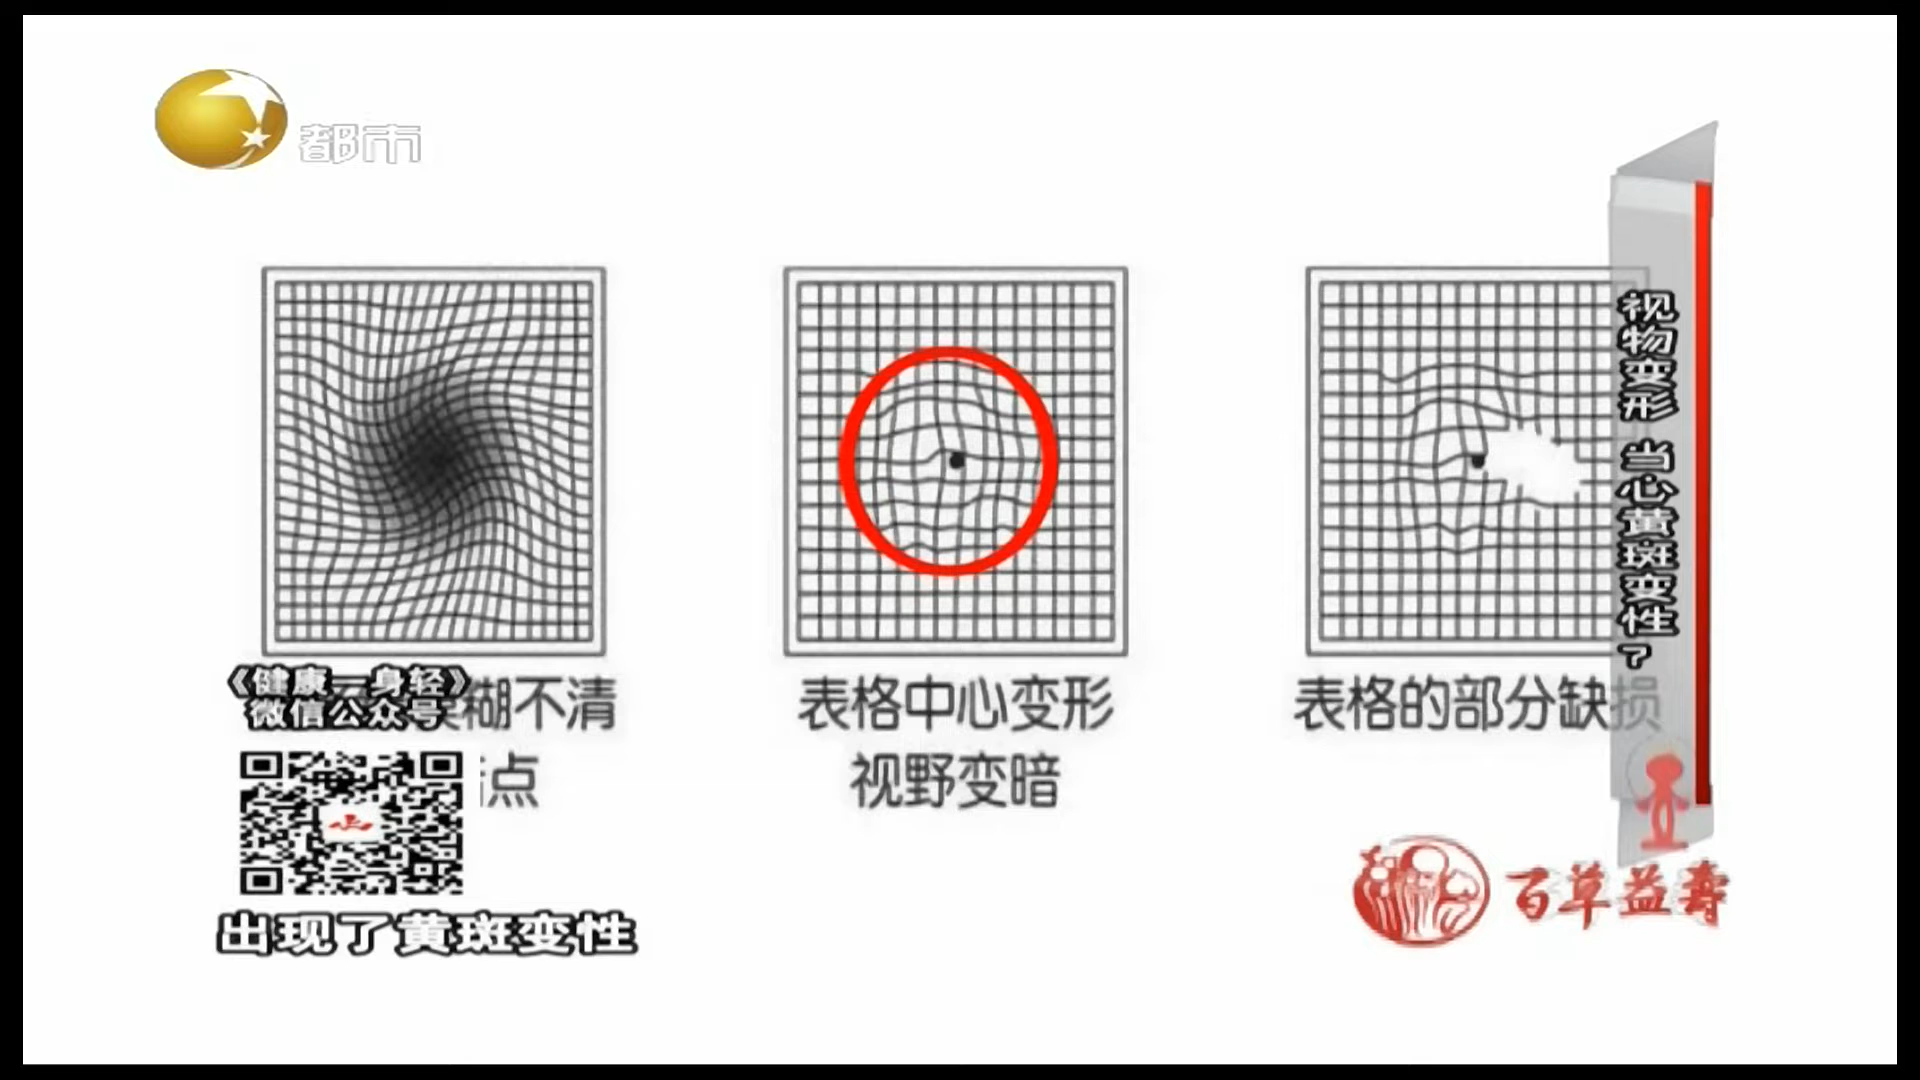 都市
《健康一身轻》
微信公众号
糊不清
点
表格中心变形
视野变暗
表格的部分缺损
视物变形 当心黄斑变性？
百草益寿
出现了黄斑变性